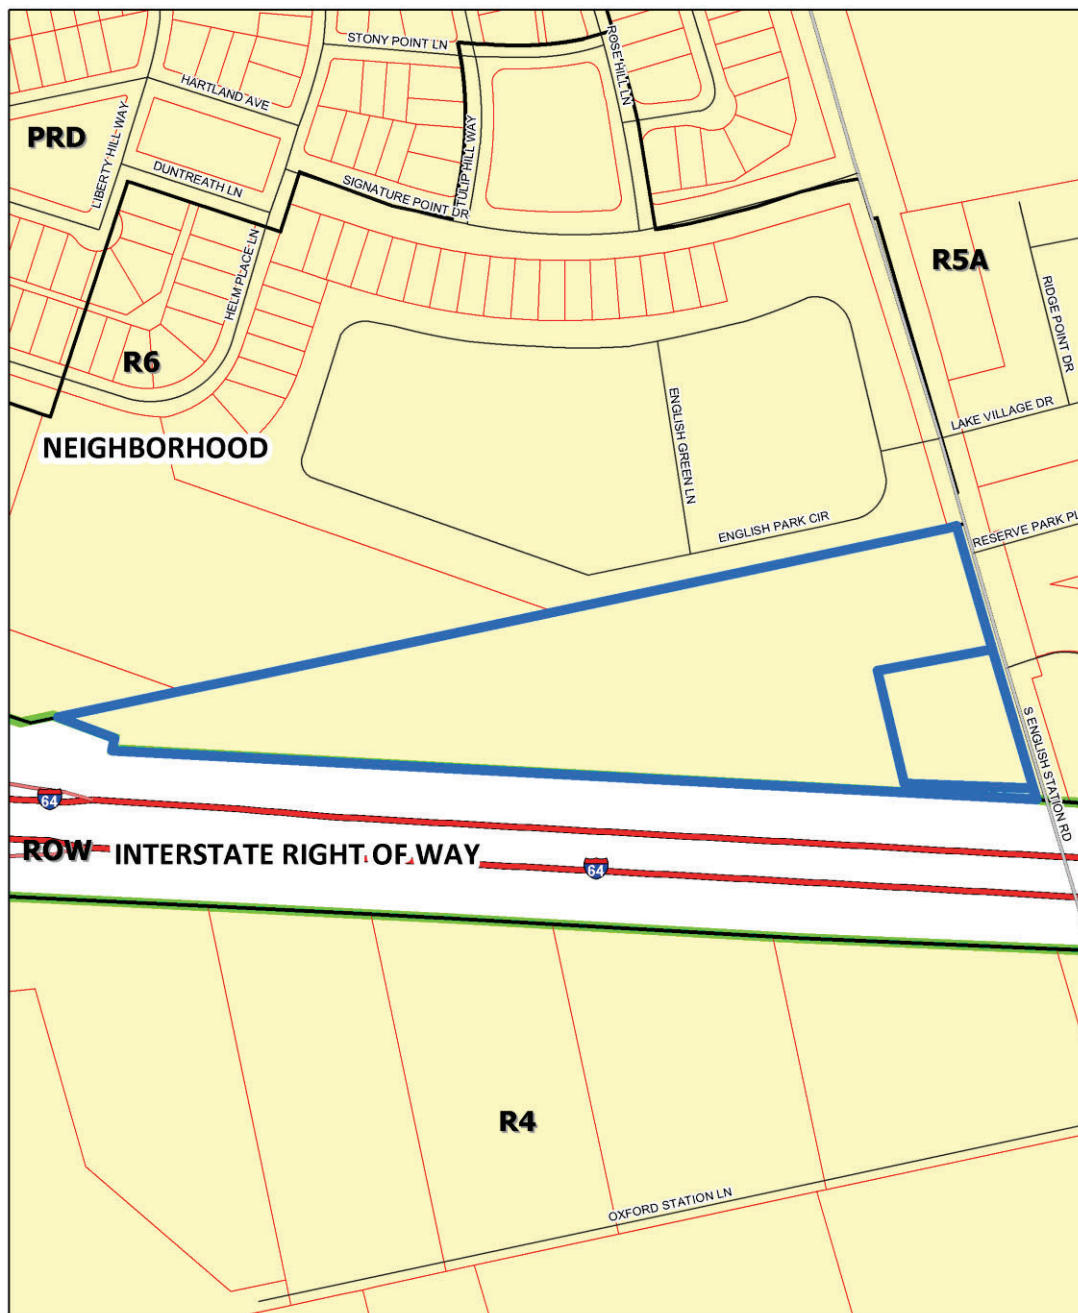 STONY POINT LN
ROSE HILL LN
HARTLAND AVE
PRD
LIBERTY HILL WAY
TULIP HILL WAY
DUNTREATH LN
SIGNATURE POINT DR
HELM PLACE LN
R5A
RIDGE POINT DR
R6
ENGLISH GREEN LN
LAKE VILLAGE DR
NEIGHBORHOOD
ENGLISH PARK CIR
RESERVE PARK PL
S ENGLISH STATION RD
64
ROW INTERSTATE RIGHT OF WAY
64
R4
OXFORD STATION LN